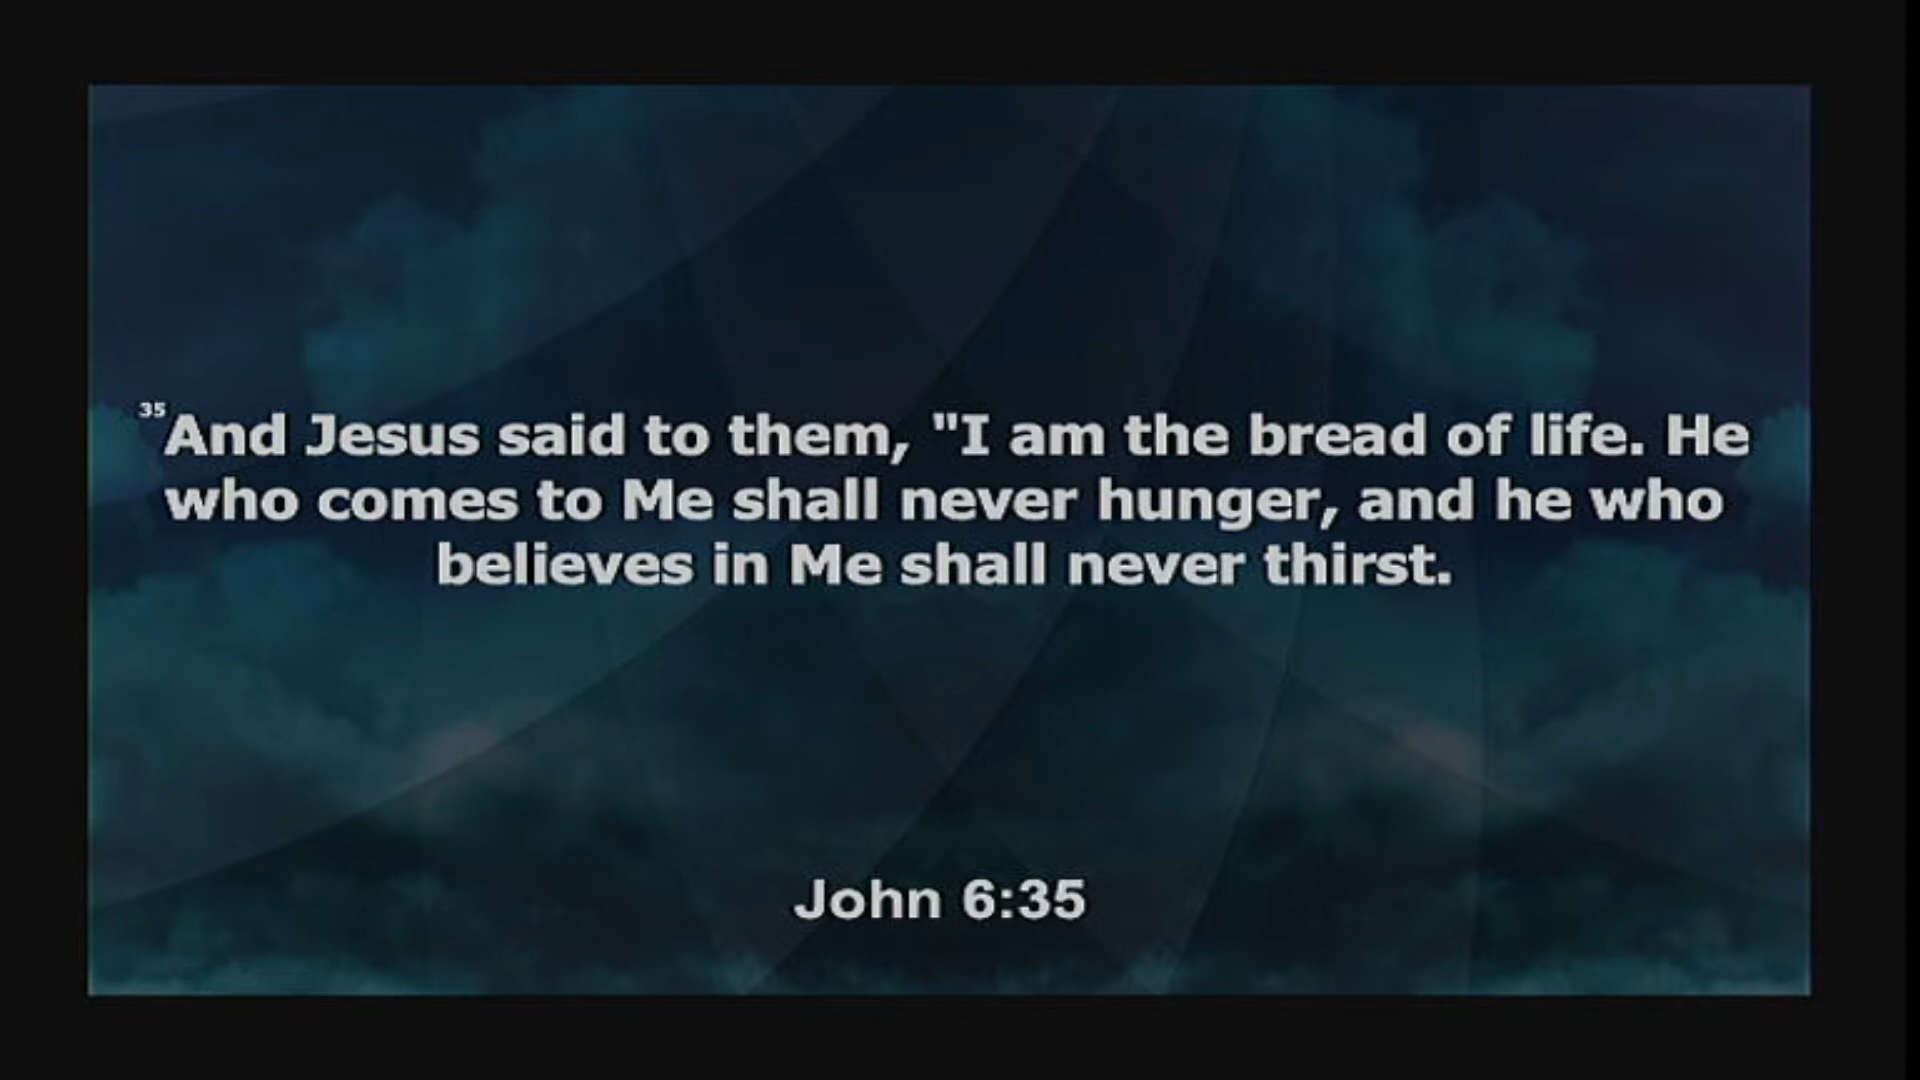 35And Jesus said to them, "I am the bread of life. He
who comes to Me shall never hunger, and he who
believes in Me shall never thirst.
John 6:35